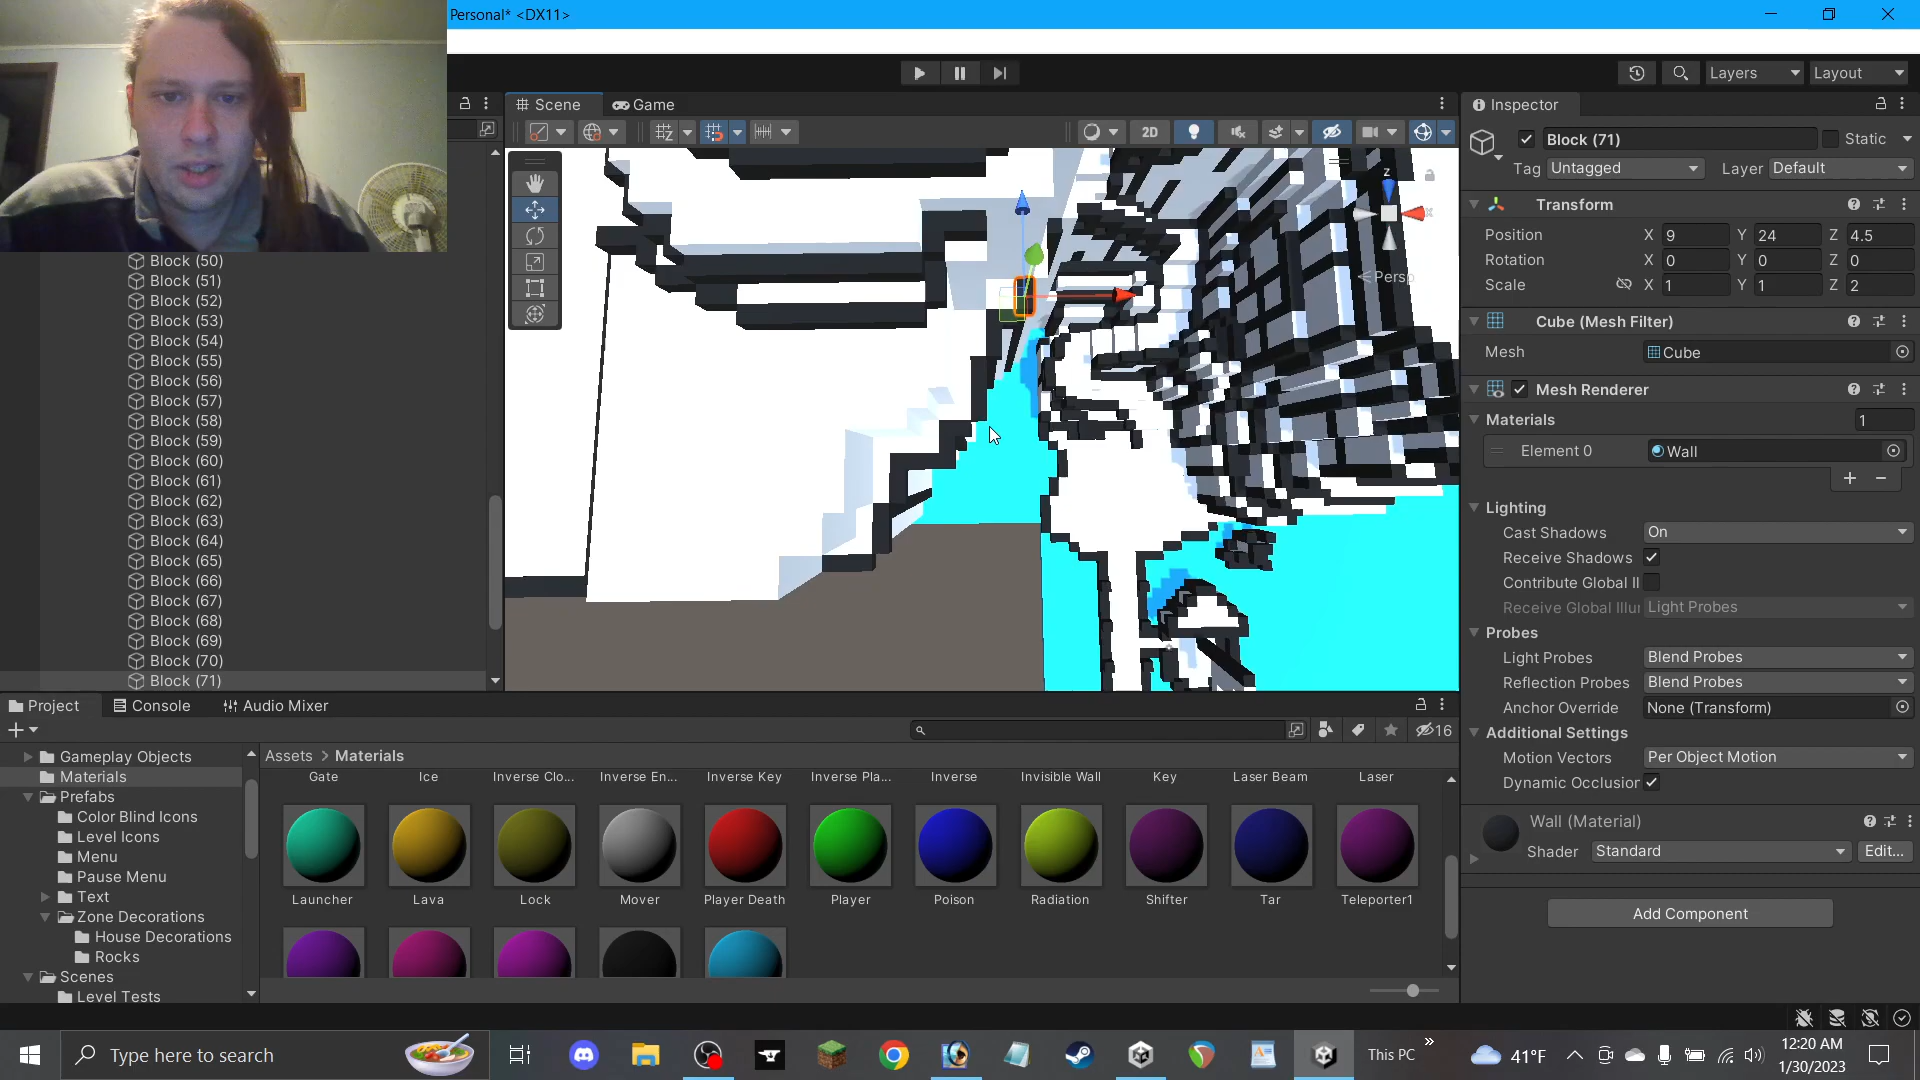 Personal* <DX11>
Layers
Layout
Scene
Game
Inspector
2D
Block (71)
Static
Tag Untagged
Layer Default
Transform
Position X 9 Y 24 Z 4.5
Rotation X 0 Y 0 Z 0
Scale X 1 Y 1 Z 2
z
Persp
Cube (Mesh Filter)
Mesh Cube
Mesh Renderer
Materials 1
Element 0 Wall
Lighting
Cast Shadows On
Receive Shadows
Contribute Global Il
Receive Global Illur Light Probes
Probes
Light Probes Blend Probes
Reflection Probes Blend Probes
Anchor Override None (Transform)
Additional Settings
Motion Vectors Per Object Motion
Dynamic Occlusior
Wall (Material)
Shader Standard Edit...
Add Component
Block (50)
Block (51)
Block (52)
Block (53)
Block (54)
Block (55)
Block (56)
Block (57)
Block (58)
Block (59)
Block (60)
Block (61)
Block (62)
Block (63)
Block (64)
Block (65)
Block (66)
Block (67)
Block (68)
Block (69)
Block (70)
Block (71)
Project
Console
Audio Mixer
16
Gameplay Objects
Materials
Prefabs
Color Blind Icons
Level Icons
Menu
Pause Menu
Text
Zone Decorations
House Decorations
Rocks
Scenes
Level Tests
Assets > Materials
Gate Ice Inverse Clo... Inverse En... Inverse Key Inverse Pla... Inverse Invisible Wall Key Laser Beam Laser
Launcher Lava Lock Mover Player Death Player Poison Radiation Shifter Tar Teleporter1
Type here to search
This PC
41°F
12:20 AM
1/30/2023